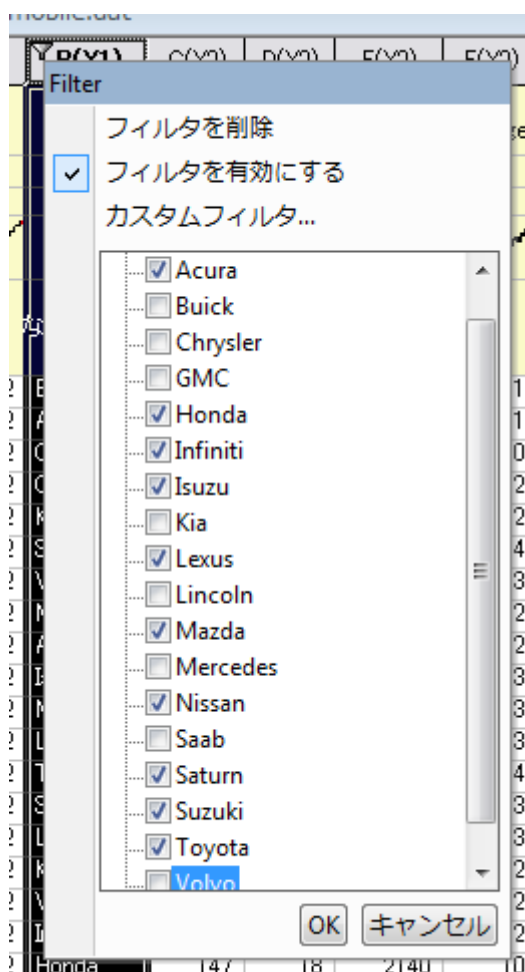 Filter
フィルタを削除
フィルタを有効にする
カスタムフィルタ...
Acura
Buick
Chrysler
GMC
Honda
Infiniti
Isuzu
Kia
Lexus
Lincoln
Mazda
Mercedes
Nissan
Saab
Saturn
Suzuki
Toyota
Volvo
OK キャンセル
Honda 147 18 2140